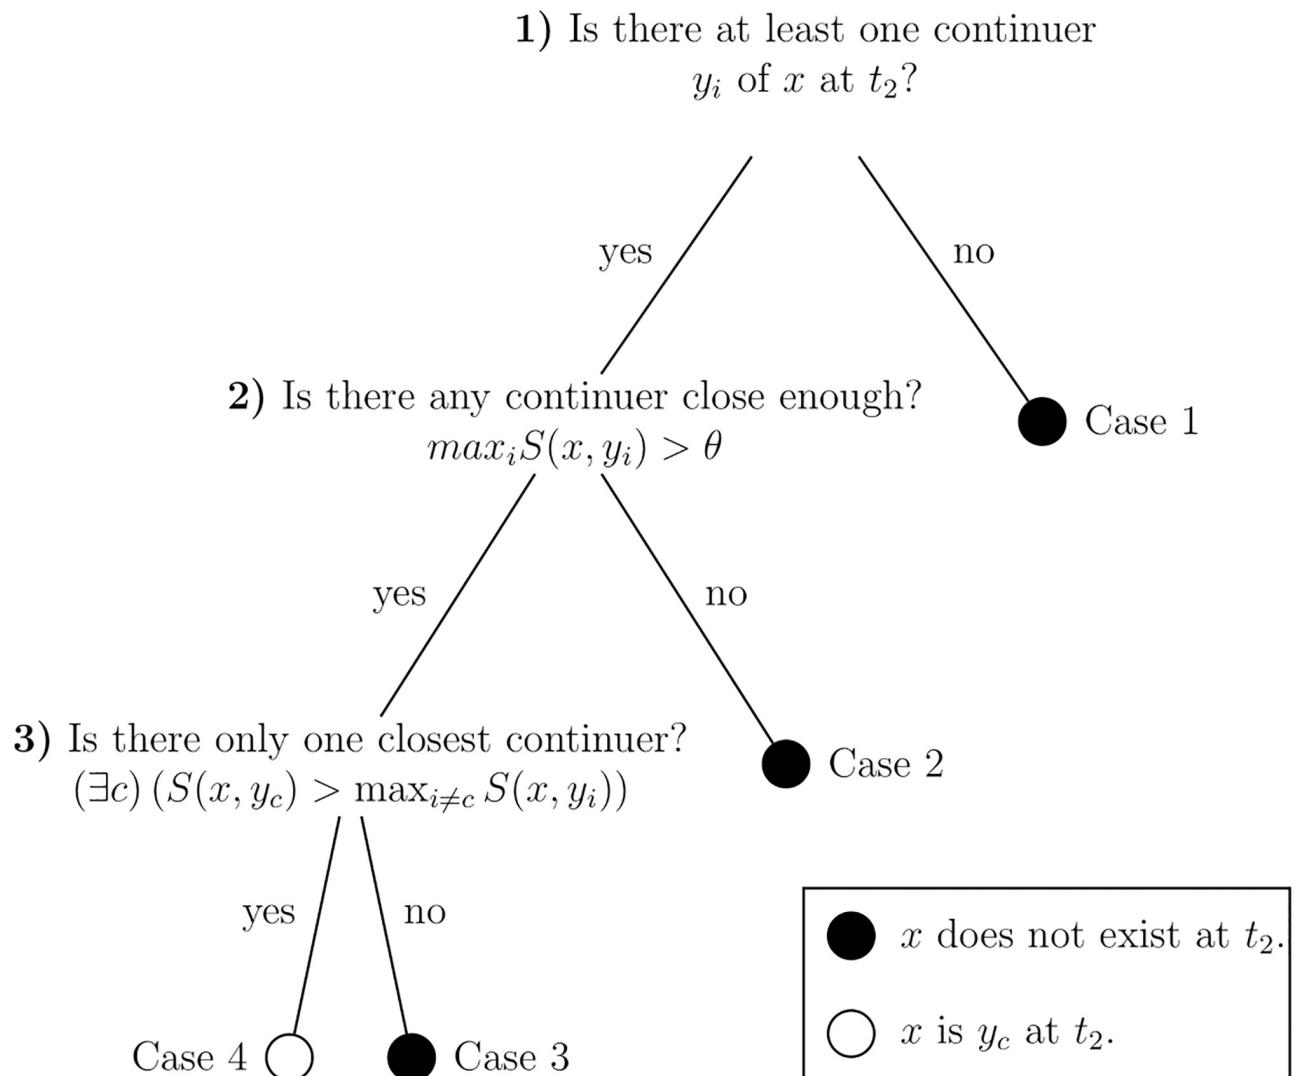 1) Is there at least one continuer
yᵢ of x at t₂?
yes
no
2) Is there any continuer close enough?
maxᵢS(x, yᵢ) > θ
Case 1
yes
no
3) Is there only one closest continuer?
(∃c) (S(x, y_c) > max_{i≠c} S(x, yᵢ))
Case 2
yes
no
Case 4
Case 3
x does not exist at t₂.
x is y_c at t₂.